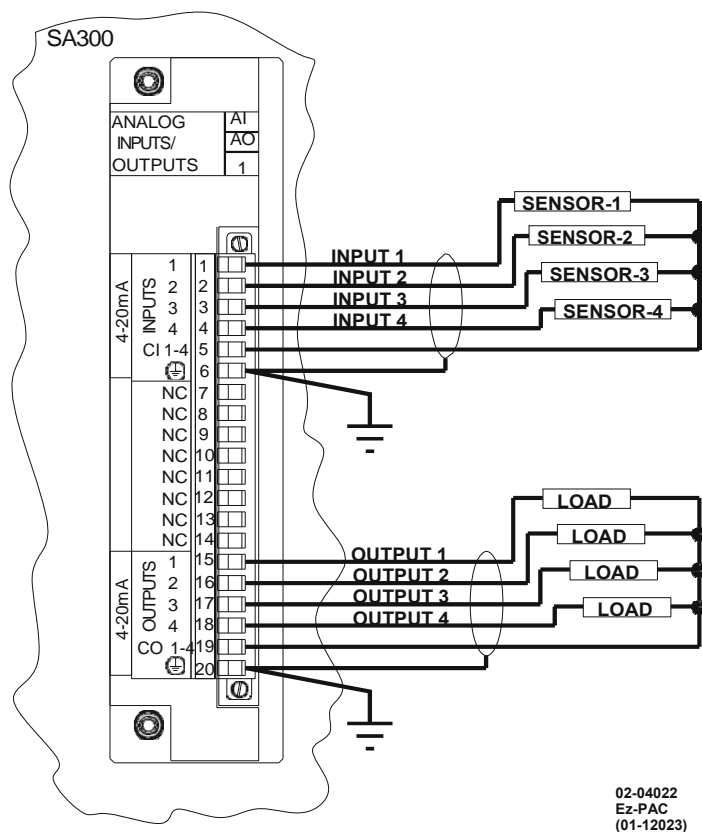 SA300
ANALOG INPUTS/ OUTPUTS
AI
AO
1
4-20mA
INPUTS
1 1
2 2
3 3
4 4
CI 1-4 5
6
NC 7
NC 8
NC 9
NC 10
NC 11
NC 12
NC 13
NC 14
4-20mA
OUTPUTS
1 15
2 16
3 17
4 18
CO 1-4 19
20
INPUT 1
INPUT 2
INPUT 3
INPUT 4
SENSOR-1
SENSOR-2
SENSOR-3
SENSOR-4
OUTPUT 1
OUTPUT 2
OUTPUT 3
OUTPUT 4
LOAD
LOAD
LOAD
LOAD
02-04022
Ez-PAC
(01-12023)